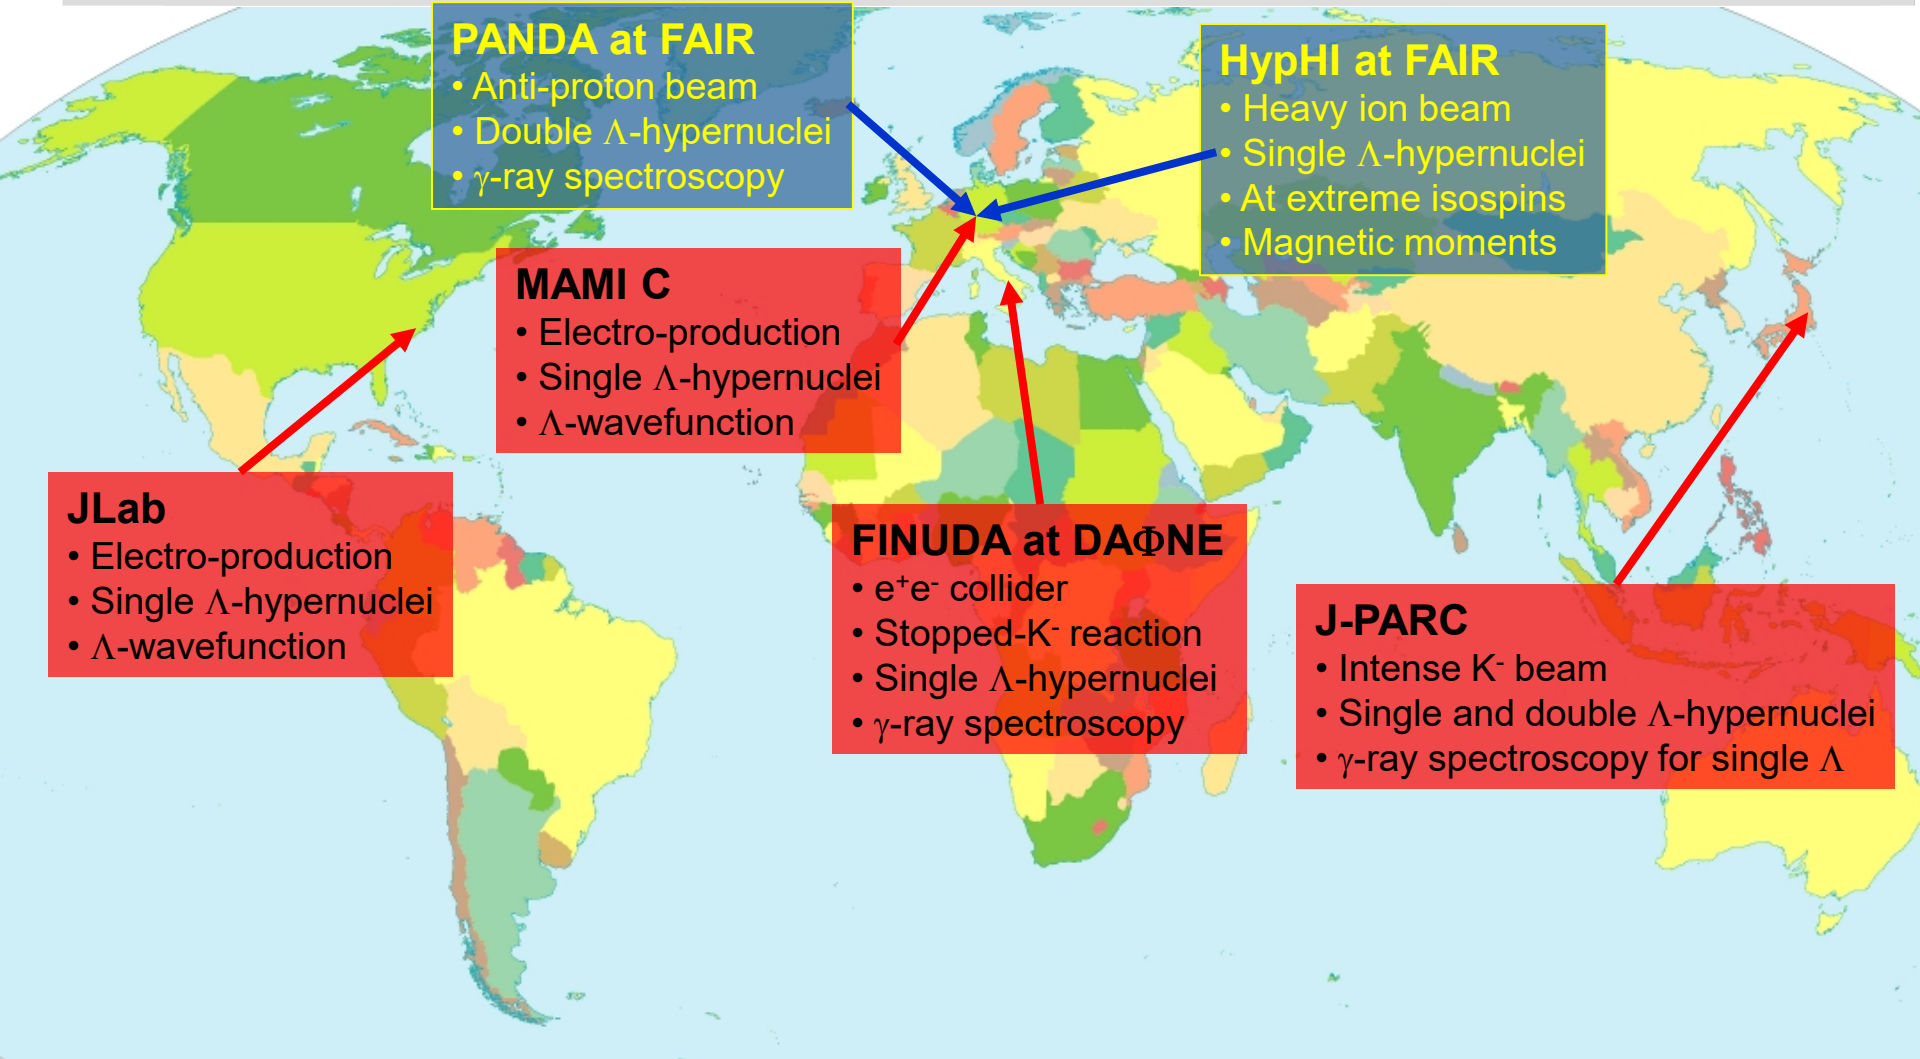 PANDA at FAIR
• Anti-proton beam
• Double Λ-hypernuclei
• γ-ray spectroscopy
HypHI at FAIR
• Heavy ion beam
• Single Λ-hypernuclei
• At extreme isospins
• Magnetic moments
MAMI C
• Electro-production
• Single Λ-hypernuclei
• Λ-wavefunction
JLab
• Electro-production
• Single Λ-hypernuclei
• Λ-wavefunction
FINUDA at DAΦNE
• e⁺e⁻ collider
• Stopped-K⁻ reaction
• Single Λ-hypernuclei
• γ-ray spectroscopy
J-PARC
• Intense K⁻ beam
• Single and double Λ-hypernuclei
• γ-ray spectroscopy for single Λ